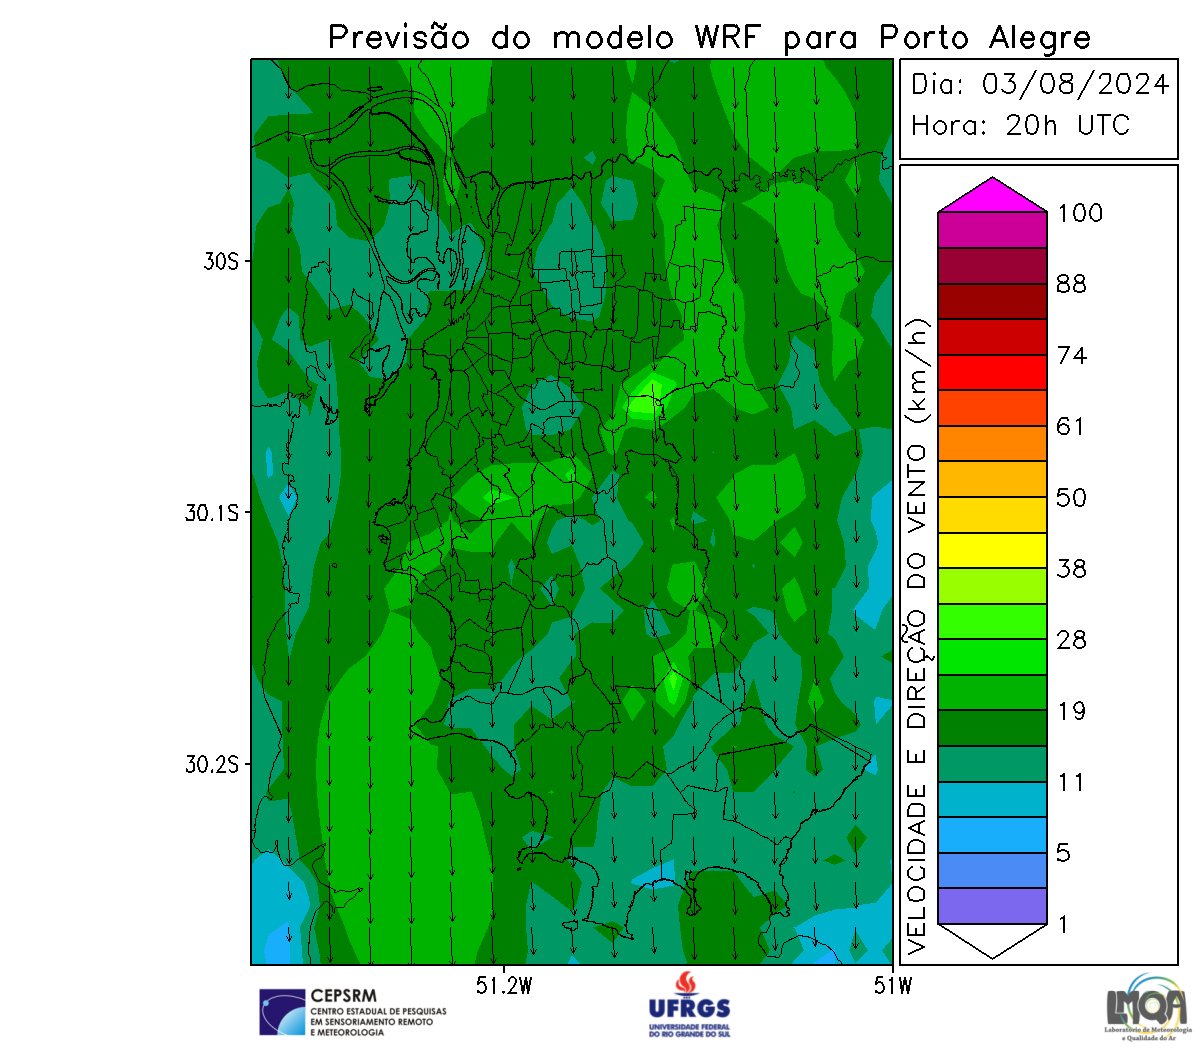 Previsão do modelo WRF para Porto Alegre
Dia: 03/08/2024
Hora: 20h UTC
30S
30.1S
30.2S
51.2W
51W
VELOCIDADE E DIREÇÃO DO VENTO (km/h)
100
88
74
61
50
38
28
19
11
5
1
CEPSRM
CENTRO ESTADUAL DE PESQUISAS
EM SENSORIAMENTO REMOTO
E METEOROLOGIA
UFRGS
UNIVERSIDADE FEDERAL
DO RIO GRANDE DO SUL
LMQA
Laboratório de Meteorologia
e Qualidade do Ar